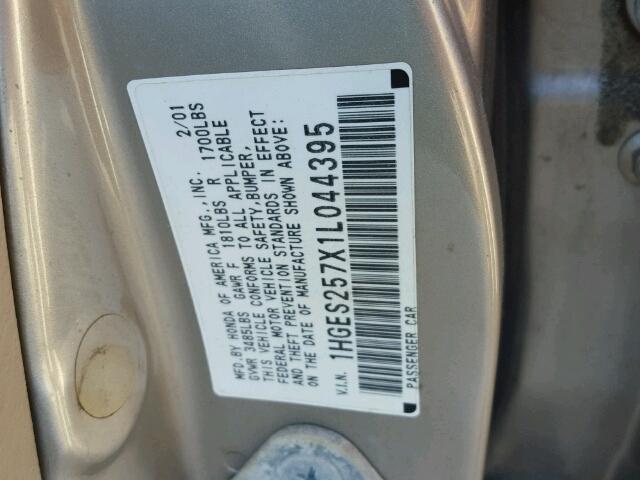 MFD.BY HONDA OF AMERICA MFG.,INC. 2/01
GVWR 3485LBS GAWR F 1810LBS R 1700LBS
THIS VEHICLE CONFORMS TO ALL APPLICABLE
FEDERAL MOTOR VEHICLE SAFETY,BUMPER,
AND THEFT PREVENTION STANDARDS IN EFFECT
ON THE DATE OF MANUFACTURE SHOWN ABOVE:
V.I.N. 1HGES257X1L044395
PASSENGER CAR